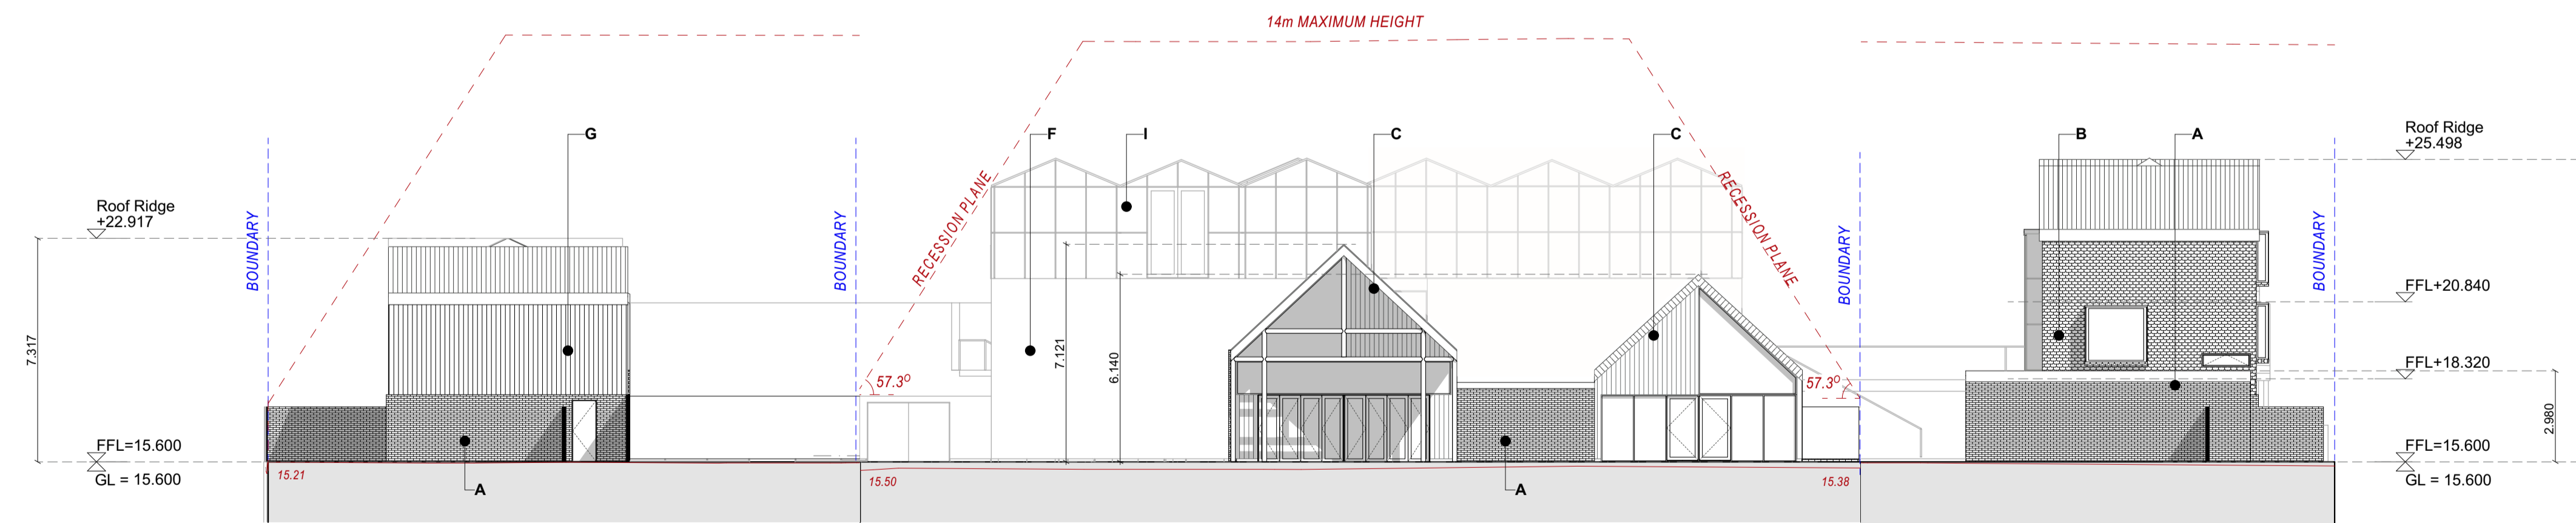 14m MAXIMUM HEIGHT
G
F
I
C
C
B
A
Roof Ridge
+25.498
Roof Ridge
+22.917
BOUNDARY
BOUNDARY
RECESSION PLANE
RECESSION PLANE
BOUNDARY
BOUNDARY
FFL+20.840
7.317
7.121
6.140
57.3°
57.3°
FFL+18.320
2.980
FFL=15.600
GL = 15.600
FFL=15.600
GL = 15.600
15.21
A
15.50
A
15.38